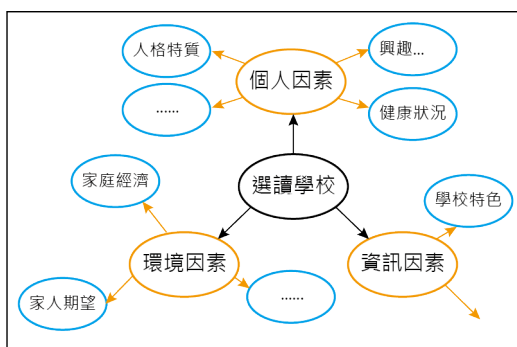 人格特質
興趣...
個人因素
......
健康狀況
選讀學校
家庭經濟
學校特色
環境因素
資訊因素
家人期望
......